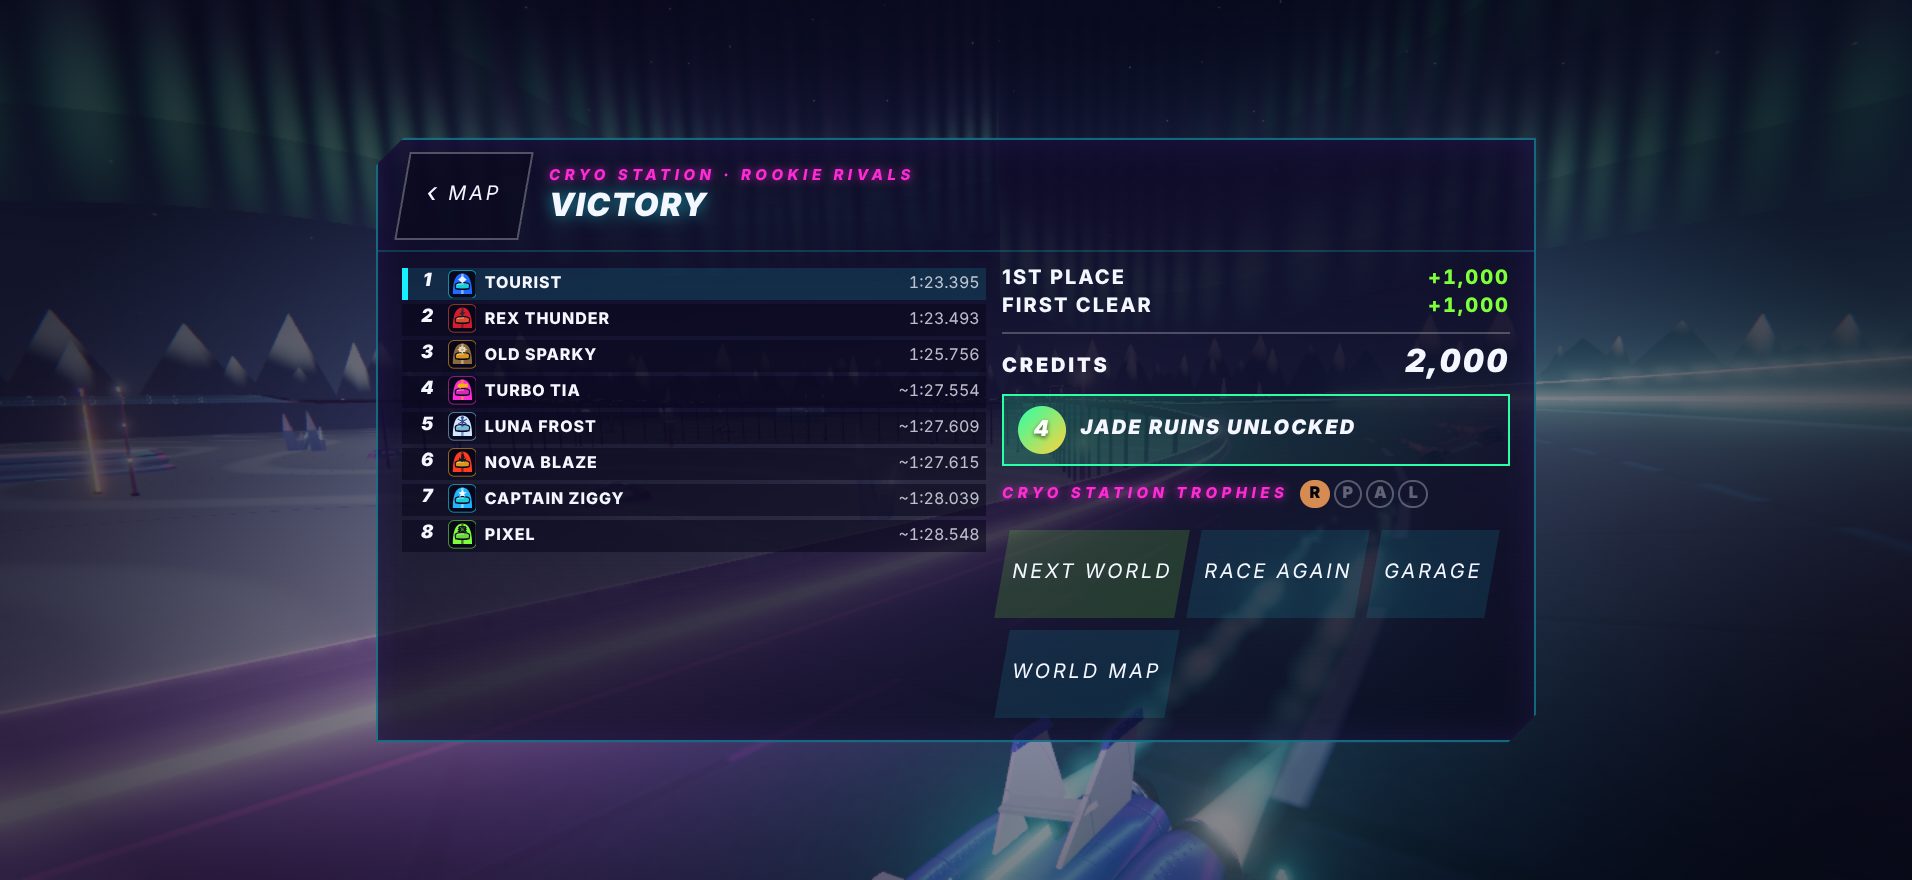 ‹ MAP
CRYO STATION · ROOKIE RIVALS
VICTORY
1 TOURIST 1:23.395
2 REX THUNDER 1:23.493
3 OLD SPARKY 1:25.756
4 TURBO TIA ~1:27.554
5 LUNA FROST ~1:27.609
6 NOVA BLAZE ~1:27.615
7 CAPTAIN ZIGGY ~1:28.039
8 PIXEL ~1:28.548
1ST PLACE +1,000
FIRST CLEAR +1,000
CREDITS 2,000
4 JADE RUINS UNLOCKED
CRYO STATION TROPHIES R P A L
NEXT WORLD RACE AGAIN GARAGE
WORLD MAP